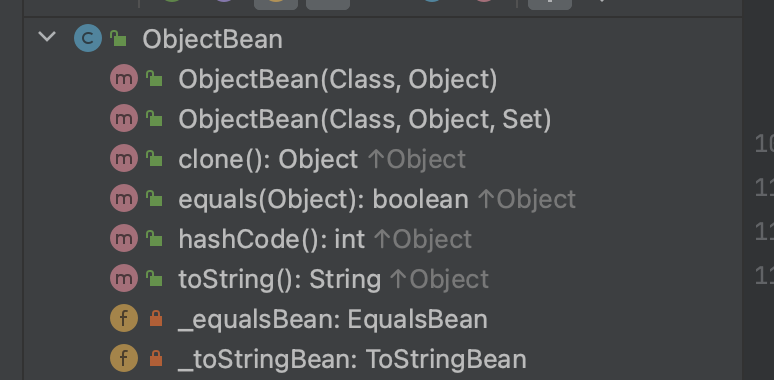 ObjectBean
ObjectBean(Class, Object)
ObjectBean(Class, Object, Set)
clone(): Object ↑Object
equals(Object): boolean ↑Object
hashCode(): int ↑Object
toString(): String ↑Object
_equalsBean: EqualsBean
_toStringBean: ToStringBean